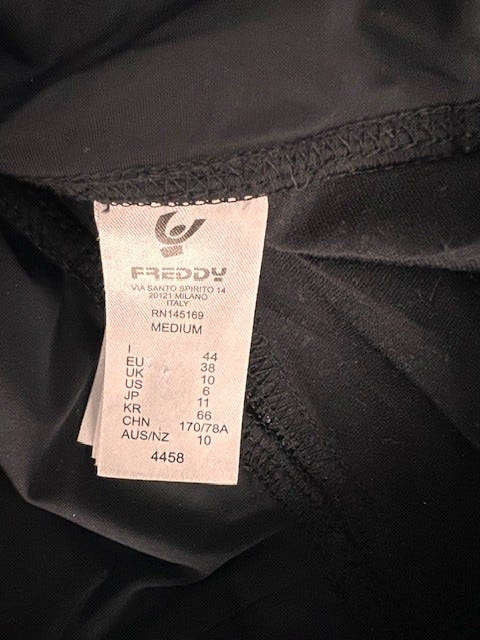 FREDDY
VIA SANTO SPIRITO 14
20121 MILANO
ITALY
RN145169
MEDIUM
I 44
EU 38
UK 10
US 6
JP 11
KR 66
CHN 170/78A
AUS/NZ 10
4458